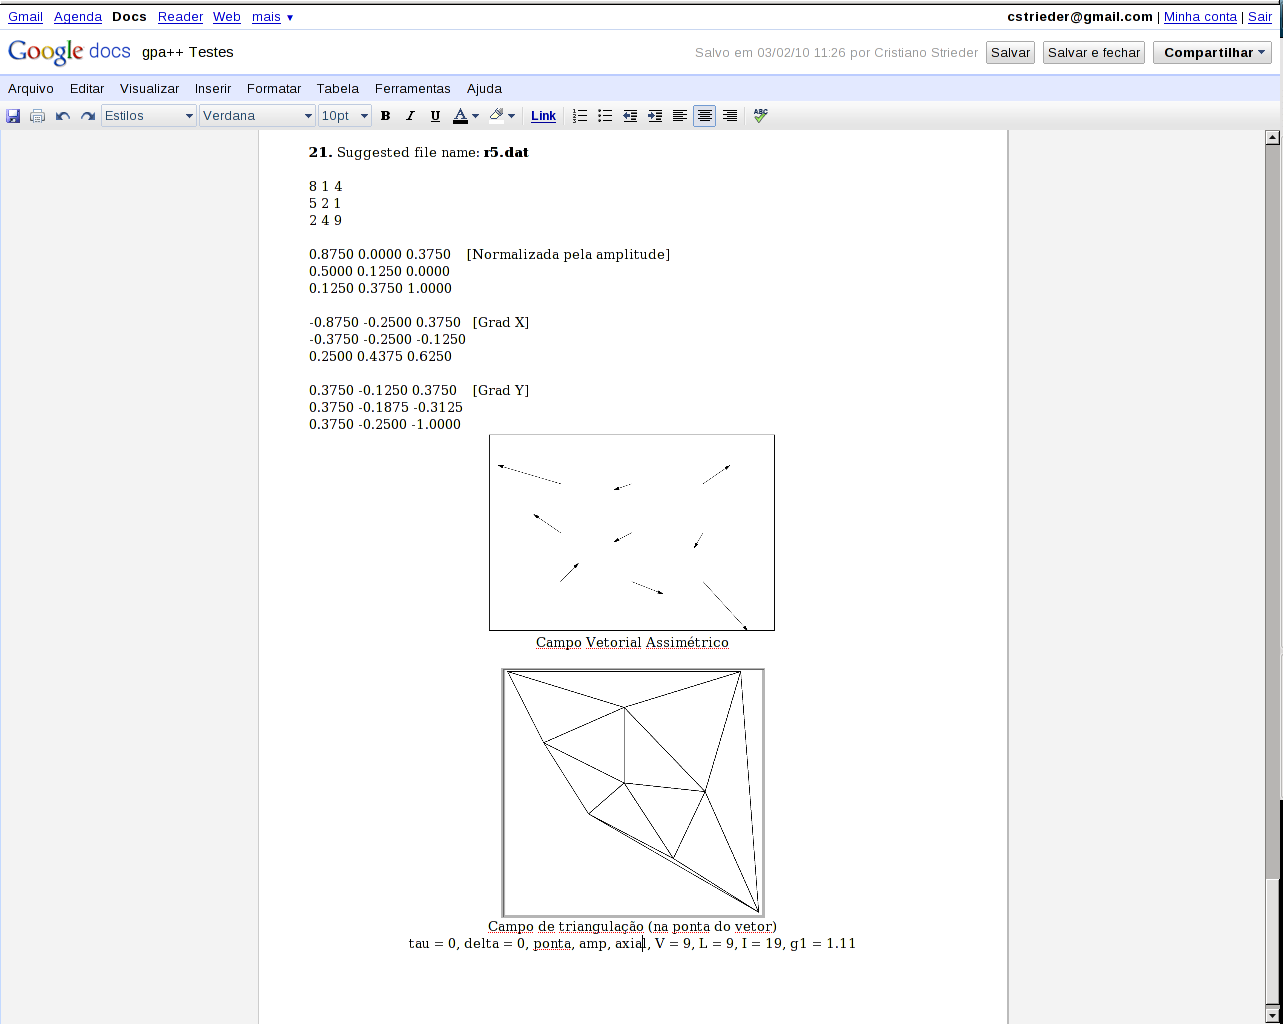 Gmail Agenda Docs Reader Web mais ▼ cstrieder@gmail.com | Minha conta | Sair
Google docs gpa++ Testes Salvo em 03/02/10 11:26 por Cristiano Strieder Salvar Salvar e fechar Compartilhar
Arquivo Editar Visualizar Inserir Formatar Tabela Ferramentas Ajuda
Estilos Verdana 10pt B I U A Link ABC
21. Suggested file name: r5.dat
8 1 4
5 2 1
2 4 9
0.8750 0.0000 0.3750 [Normalizada pela amplitude]
0.5000 0.1250 0.0000
0.1250 0.3750 1.0000
-0.8750 -0.2500 0.3750 [Grad X]
-0.3750 -0.2500 -0.1250
0.2500 0.4375 0.6250
0.3750 -0.1250 0.3750 [Grad Y]
0.3750 -0.1875 -0.3125
0.3750 -0.2500 -1.0000
Campo Vetorial Assimétrico
Campo de triangulação (na ponta do vetor)
tau = 0, delta = 0, ponta, amp, axial, V = 9, L = 9, I = 19, g1 = 1.11